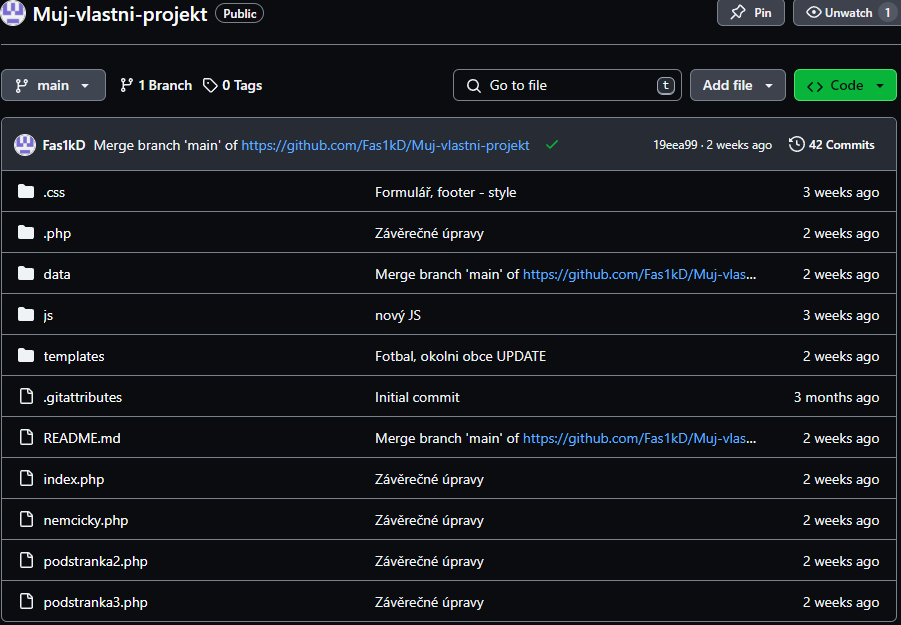 Muj-vlastni-projekt Public Pin Unwatch 1
main 1 Branch 0 Tags Go to file t Add file Code
Fas1kD Merge branch 'main' of https://github.com/Fas1kD/Muj-vlastni-projekt 19eea99 · 2 weeks ago 42 Commits
.css Formulář, footer - style 3 weeks ago
.php Závěrečné úpravy 2 weeks ago
data Merge branch 'main' of https://github.com/Fas1kD/Muj-vlas... 2 weeks ago
js nový JS 3 weeks ago
templates Fotbal, okolni obce UPDATE 2 weeks ago
.gitattributes Initial commit 3 months ago
README.md Merge branch 'main' of https://github.com/Fas1kD/Muj-vlas... 2 weeks ago
index.php Závěrečné úpravy 2 weeks ago
nemcicky.php Závěrečné úpravy 2 weeks ago
podstranka2.php Závěrečné úpravy 2 weeks ago
podstranka3.php Závěrečné úpravy 2 weeks ago